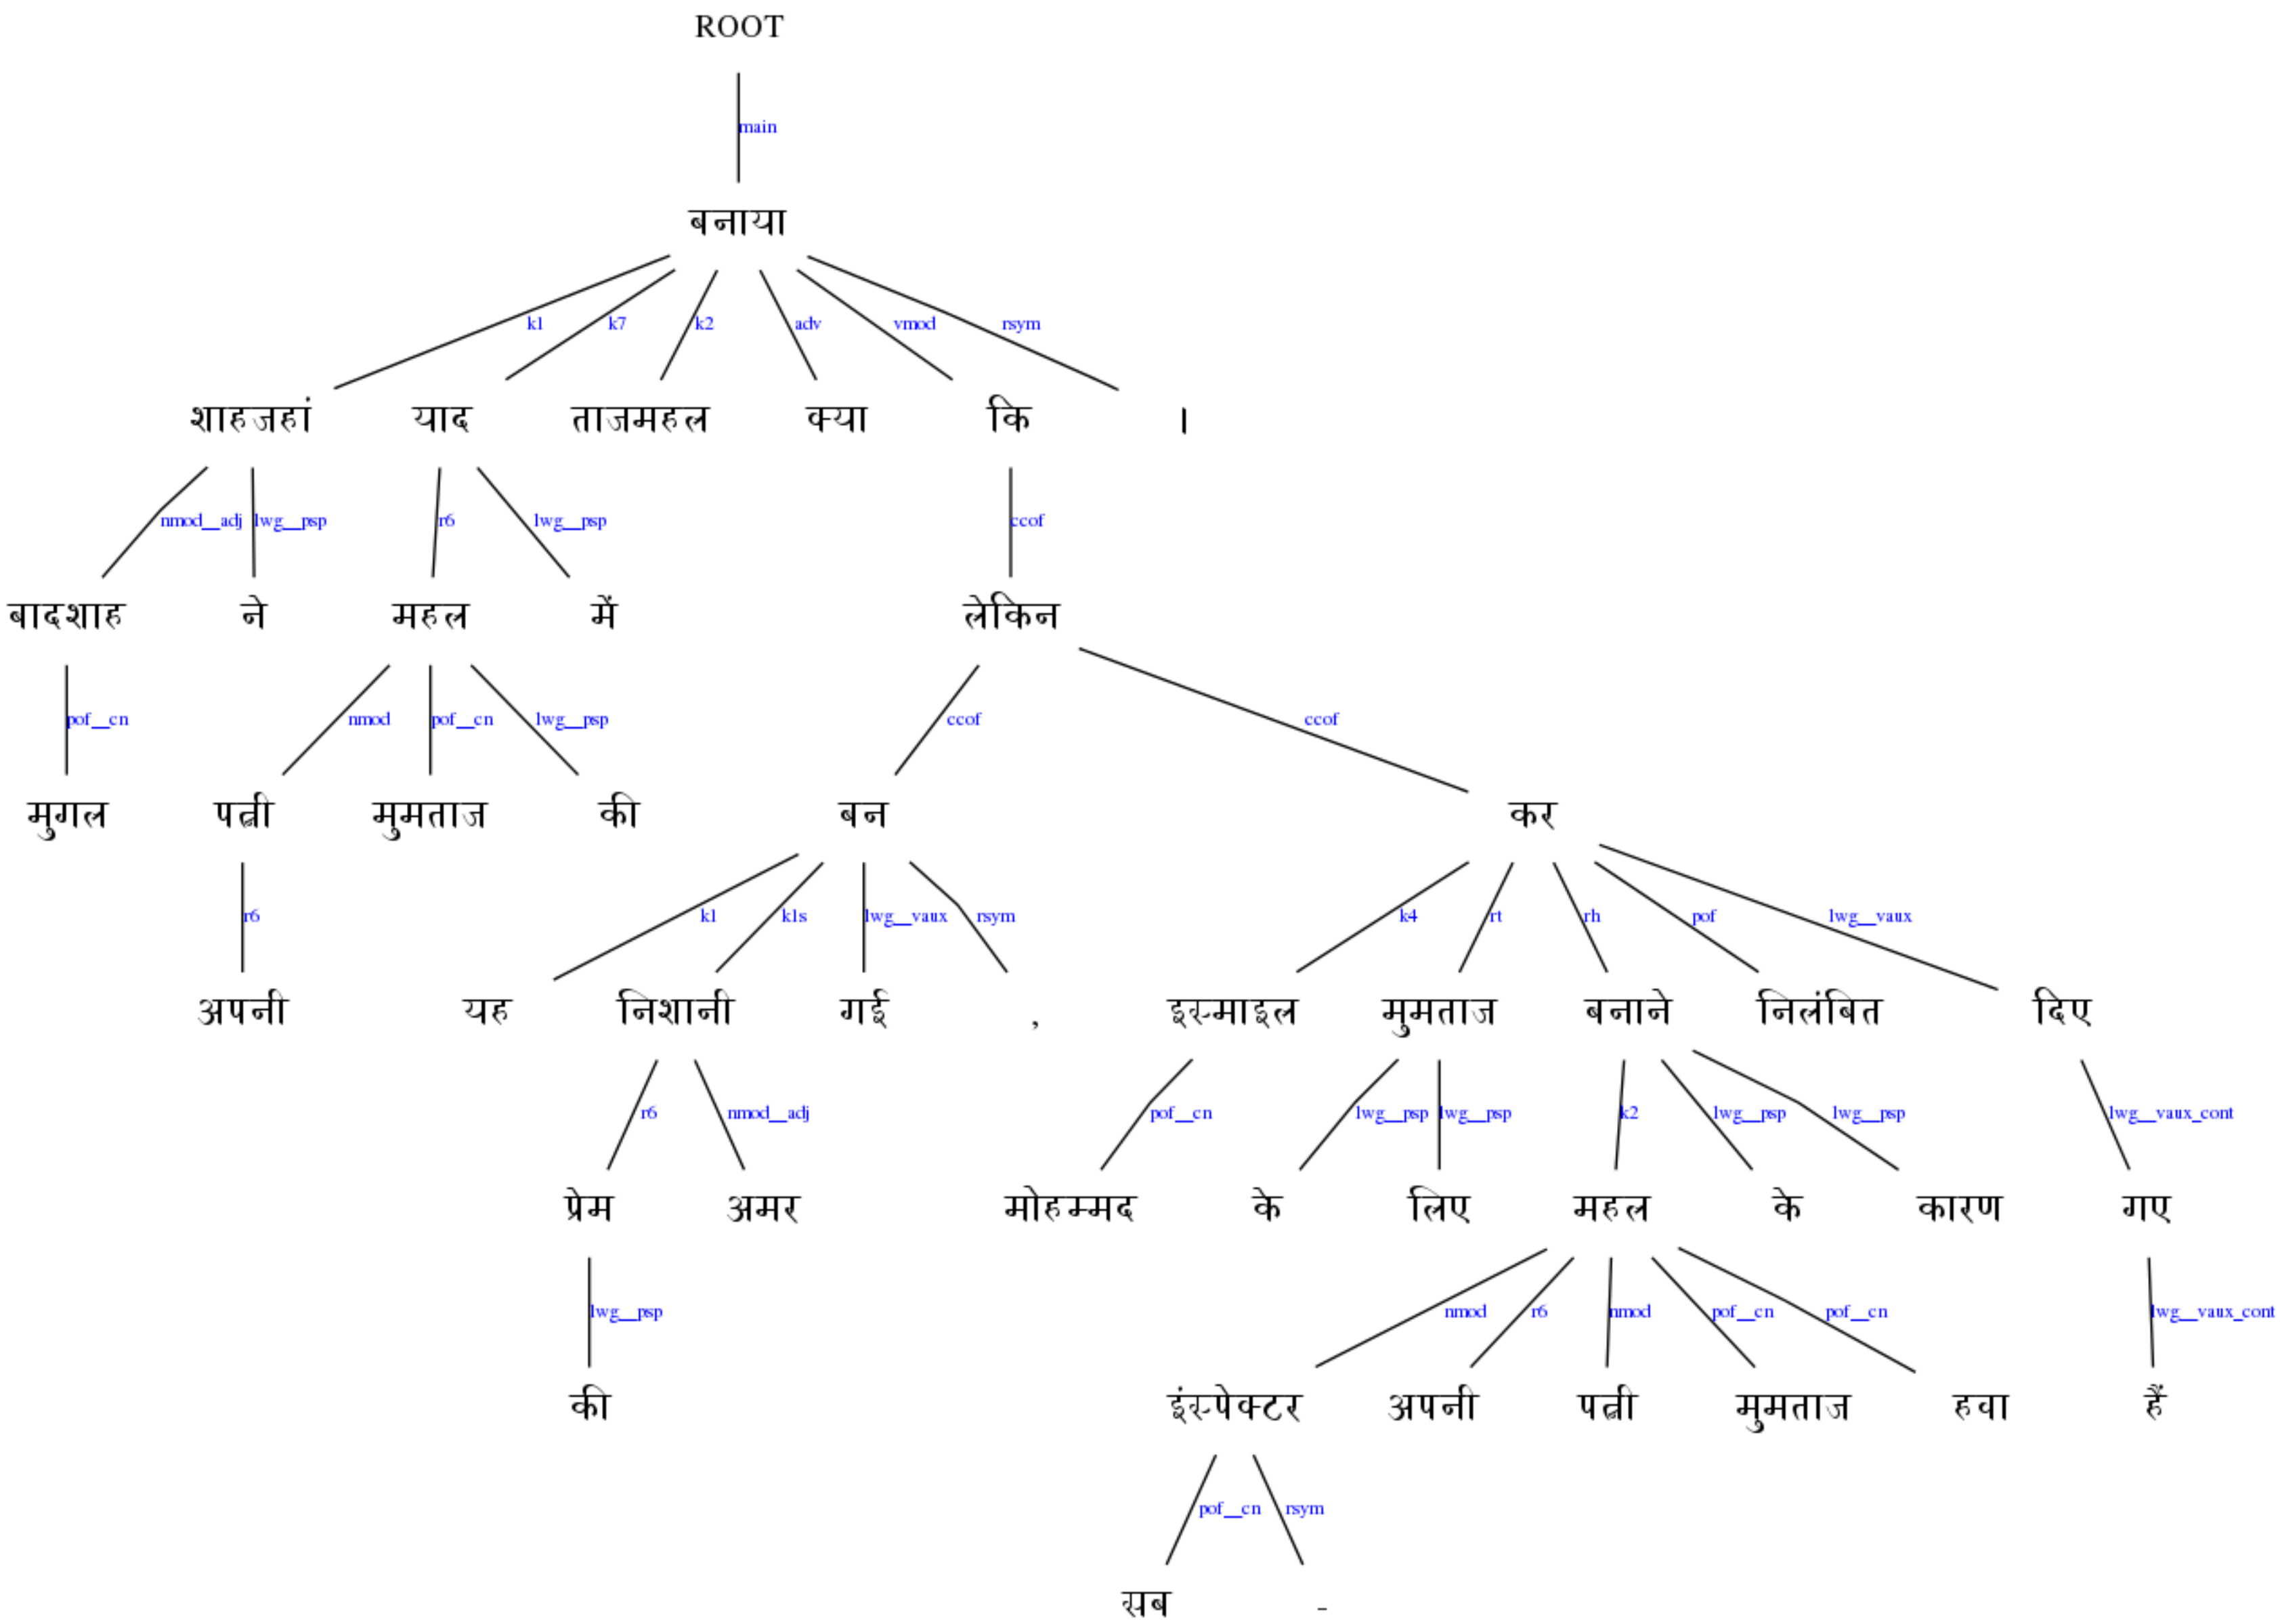 ROOT
main
बनाया
k1 k7 k2 adv vmod rsym
शाहजहां याद ताजमहल क्या कि ।
nmod__adj lwg__psp r6 lwg__psp ccof
बादशाह ने महल में लेकिन
pof__cn nmod pof__cn lwg__psp ccof ccof
मुगल पत्नी मुमताज की बन कर
r6 k1 k1s lwg__vaux rsym k4 rt rh pof lwg__vaux
अपनी यह निशानी गई , इस्माइल मुमताज बनाने निलंबित दिए
r6 nmod__adj pof__cn lwg__psp lwg__psp k2 lwg__psp lwg__psp lwg__vaux_cont
प्रेम अमर मोहम्मद के लिए महल के कारण गए
lwg__psp nmod r6 nmod pof__cn pof__cn lwg__vaux_cont
की इंस्पेक्टर अपनी पत्नी मुमताज हवा हैं
pof__cn rsym
सब -